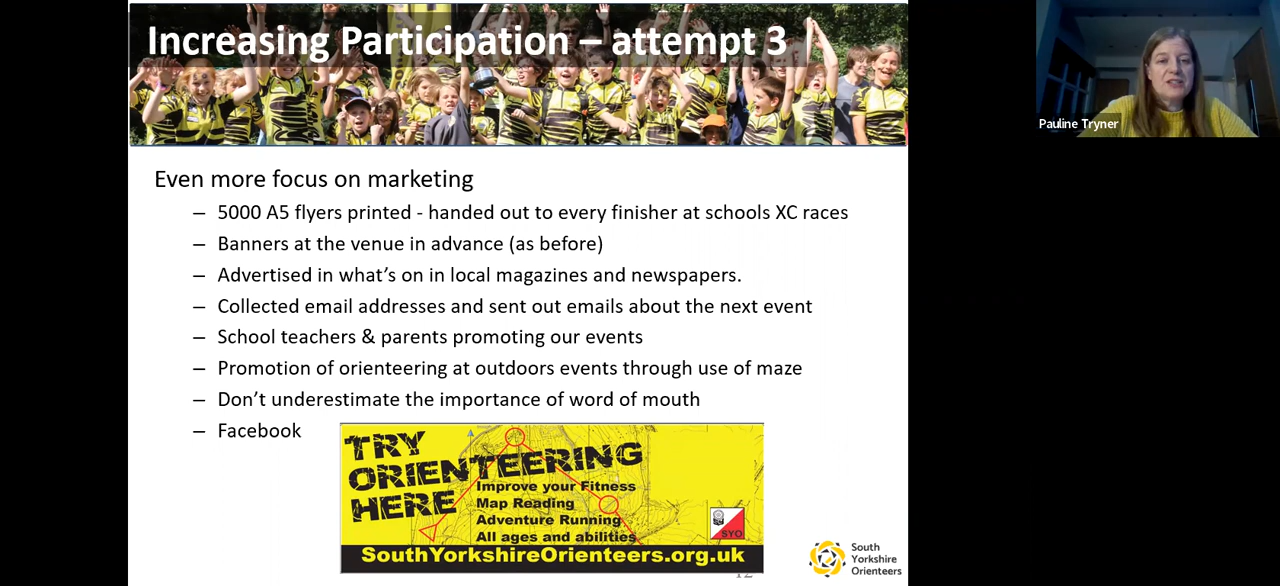 Increasing Participation – attempt 3
Pauline Tryner
Even more focus on marketing
– 5000 A5 flyers printed - handed out to every finisher at schools XC races
– Banners at the venue in advance (as before)
– Advertised in what’s on in local magazines and newspapers.
– Collected email addresses and sent out emails about the next event
– School teachers & parents promoting our events
– Promotion of orienteering at outdoors events through use of maze
– Don’t underestimate the importance of word of mouth
– Facebook
TRY
ORIENTEERING
HERE
Improve your Fitness
Map Reading
Adventure Running
All ages and abilities
SYO
SouthYorkshireOrienteers.org.uk
South
Yorkshire
Orienteers
12